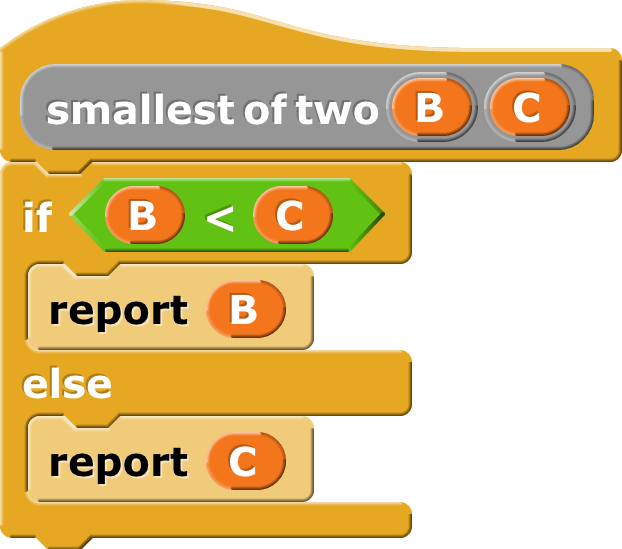 smallest of two B C
if B < C
report B
else
report C